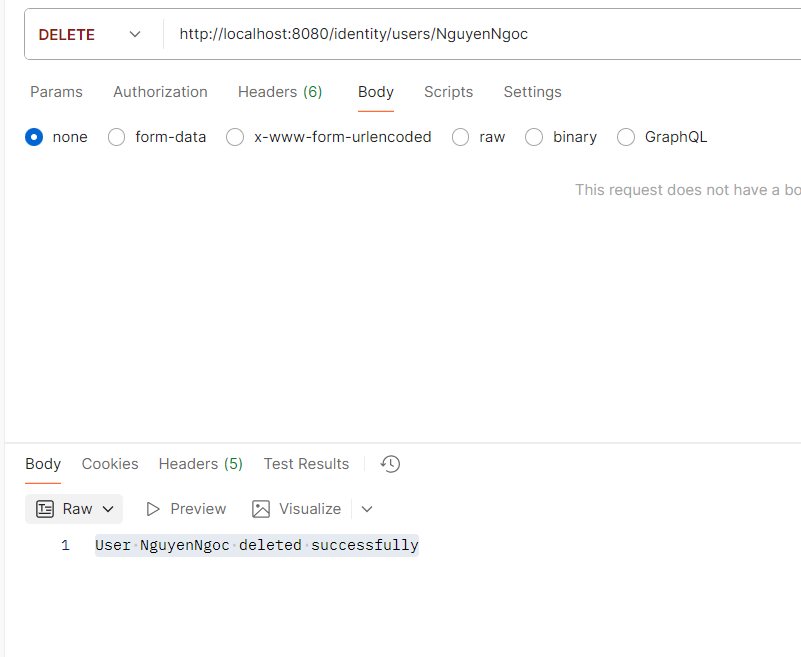 DELETE http://localhost:8080/identity/users/NguyenNgoc
Params Authorization Headers (6) Body Scripts Settings
none form-data x-www-form-urlencoded raw binary GraphQL
This request does not have a bo
Body Cookies Headers (5) Test Results
Raw Preview Visualize
1 User NguyenNgoc deleted successfully